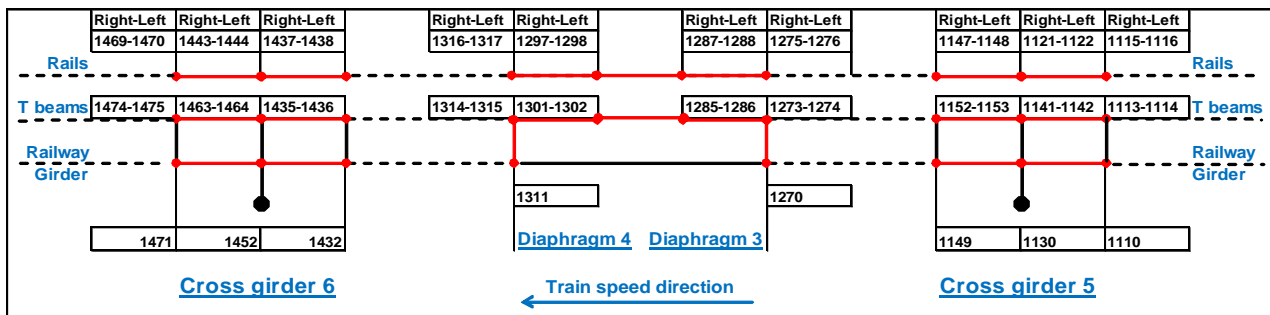 Right-Left Right-Left Right-Left Right-Left Right-Left Right-Left Right-Left Right-Left Right-Left Right-Left
1469-1470 1443-1444 1437-1438 1316-1317 1297-1298 1287-1288 1275-1276 1147-1148 1121-1122 1115-1116
Rails Rails
T beams 1474-1475 1463-1464 1435-1436 1314-1315 1301-1302 1285-1286 1273-1274 1152-1153 1141-1142 1113-1114 T beams
Railway Railway
Girder Girder
1311 1270
1471 1452 1432 Diaphragm 4 Diaphragm 3 1149 1130 1110
Cross girder 6 Train speed direction Cross girder 5